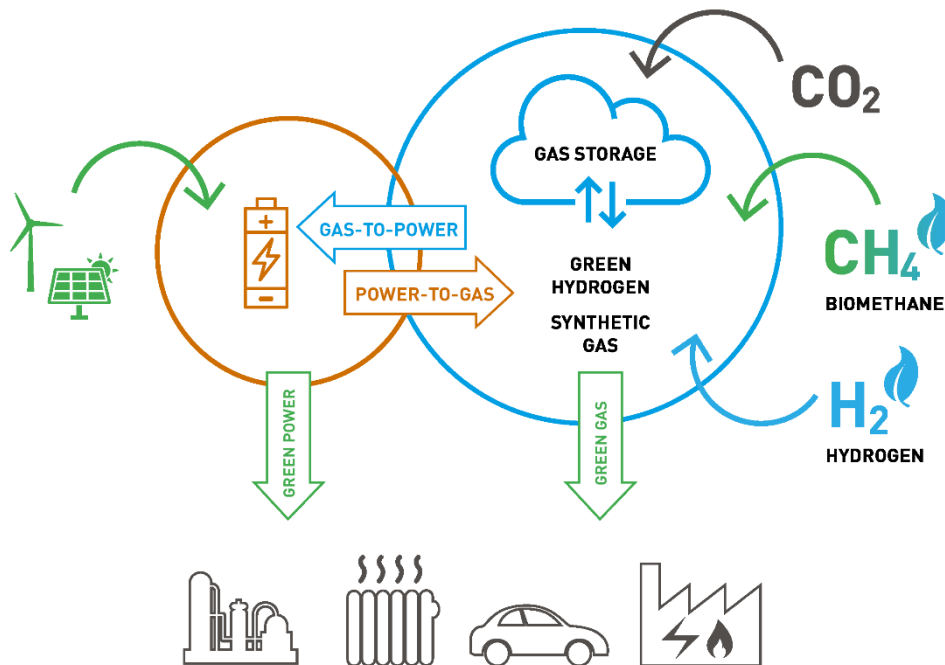 CO₂
GAS STORAGE
GAS-TO-POWER
POWER-TO-GAS
GREEN
HYDROGEN
SYNTHETIC
GAS
CH₄
BIOMETHANE
H₂
HYDROGEN
GREEN POWER
GREEN GAS